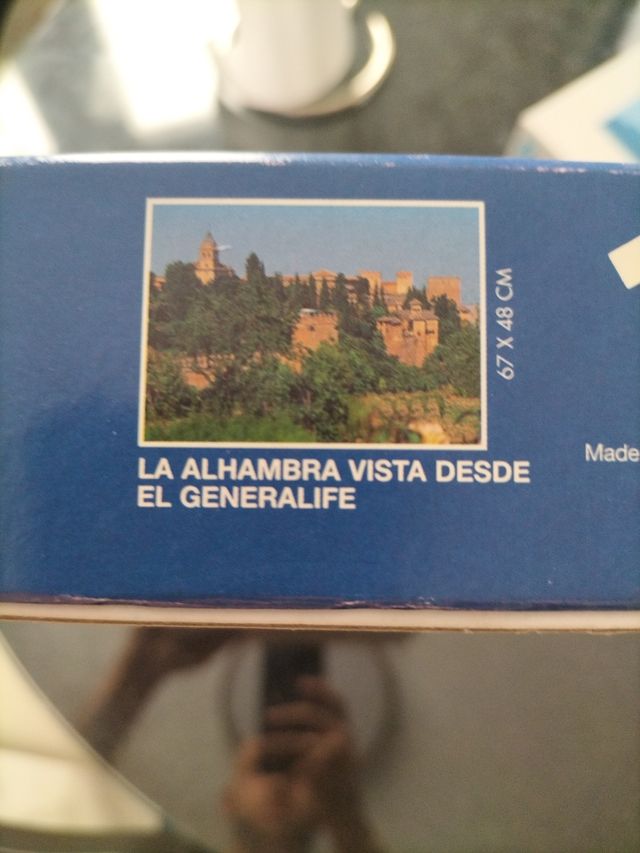 67 X 48 CM
LA ALHAMBRA VISTA DESDE
EL GENERALIFE
Made